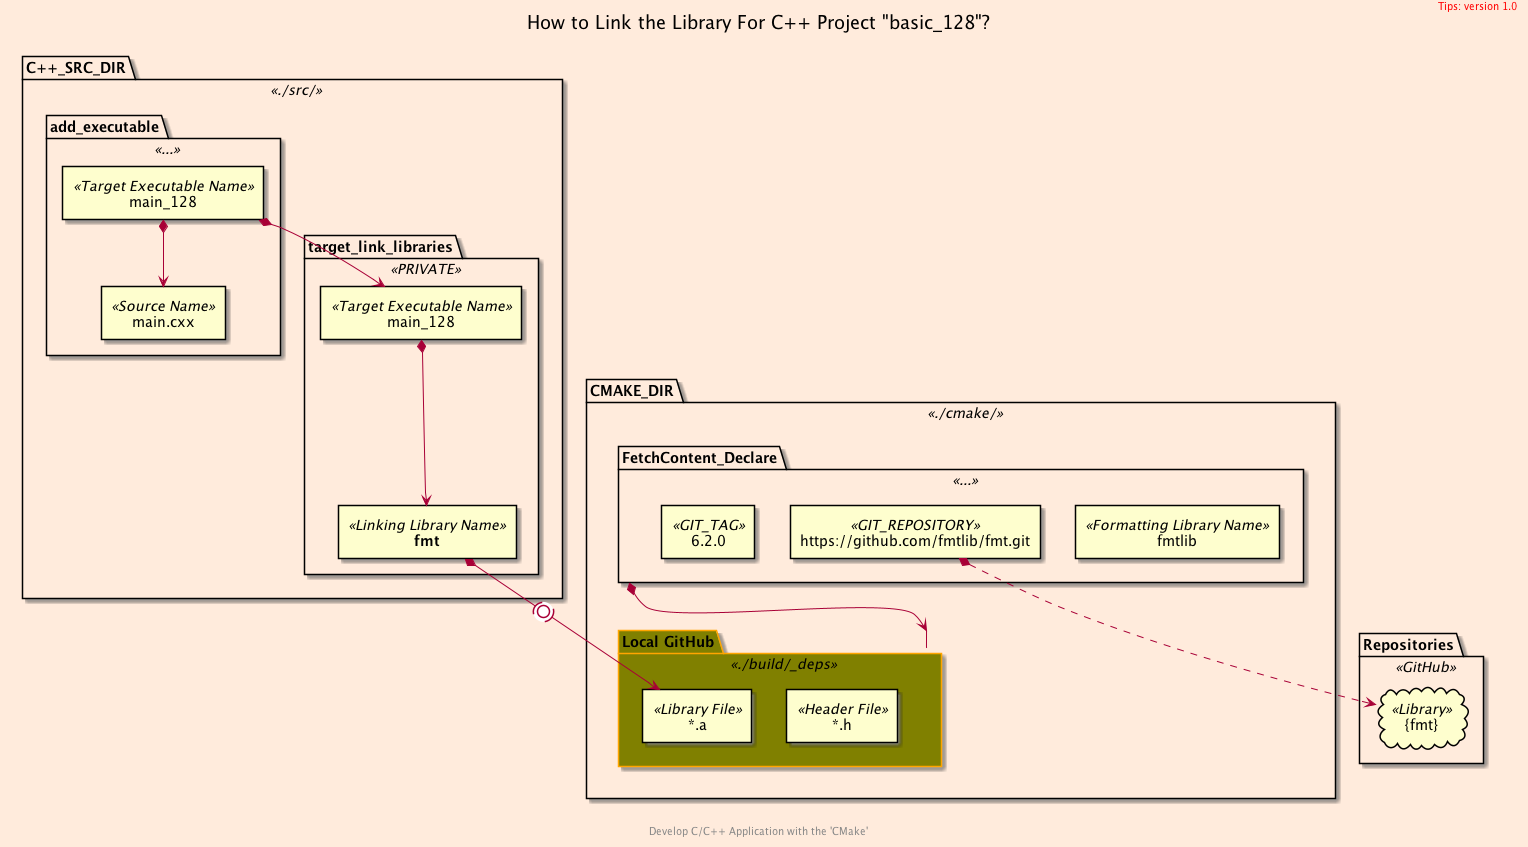 Tips: version 1.0
How to Link the Library For C++ Project "basic_128"?
C++_SRC_DIR
«./src/»
add_executable
«...»
«Target Executable Name»
main_128
«Source Name»
main.cxx
target_link_libraries
«PRIVATE»
«Target Executable Name»
main_128
«Linking Library Name»
fmt
CMAKE_DIR
«./cmake/»
FetchContent_Declare
«...»
«GIT_TAG»
6.2.0
«GIT_REPOSITORY»
https://github.com/fmtlib/fmt.git
«Formatting Library Name»
fmtlib
Local GitHub
«./build/_deps»
«Library File»
*.a
«Header File»
*.h
Repositories
«GitHub»
«Library»
{fmt}
Develop C/C++ Application with the 'CMake'